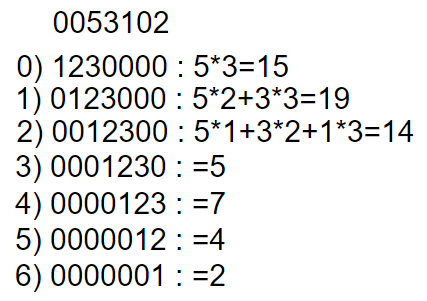 0053102
0) 1230000 : 5*3=15
1) 0123000 : 5*2+3*3=19
2) 0012300 : 5*1+3*2+1*3=14
3) 0001230 : =5
4) 0000123 : =7
5) 0000012 : =4
6) 0000001 : =2